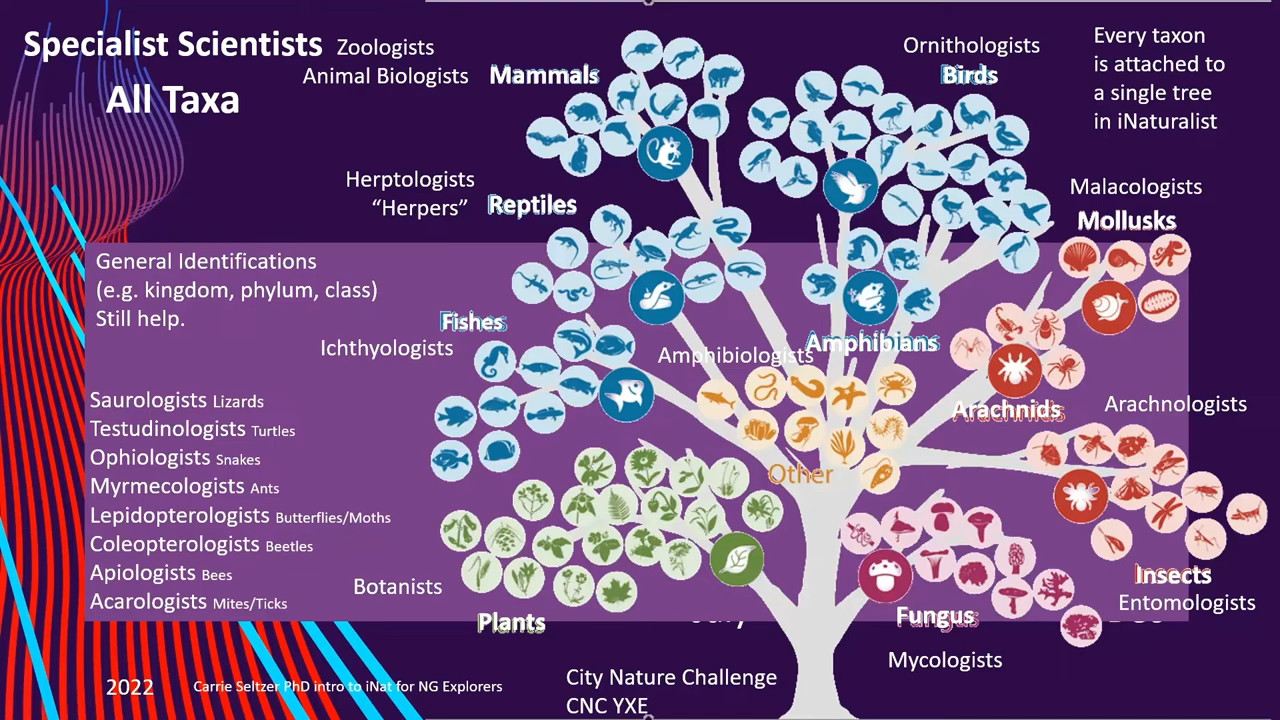 Specialist Scientists
All Taxa
Zoologists
Animal Biologists
Mammals
Ornithologists
Birds
Every taxon
is attached to
a single tree
in iNaturalist
Herptologists
“Herpers”
Reptiles
Malacologists
Mollusks
General Identifications
(e.g. kingdom, phylum, class)
Still help.
Fishes
Ichthyologists
Amphibiologists
Amphibians
Arachnids
Arachnologists
Saurologists Lizards
Testudinologists Turtles
Ophiologists Snakes
Myrmecologists Ants
Lepidopterologists Butterflies/Moths
Coleopterologists Beetles
Apiologists Bees
Acarologists Mites/Ticks
Other
Botanists
Plants
Insects
Entomologists
Fungus
Mycologists
2022
Carrie Seltzer PhD intro to iNat for NG Explorers
City Nature Challenge
CNC YXE